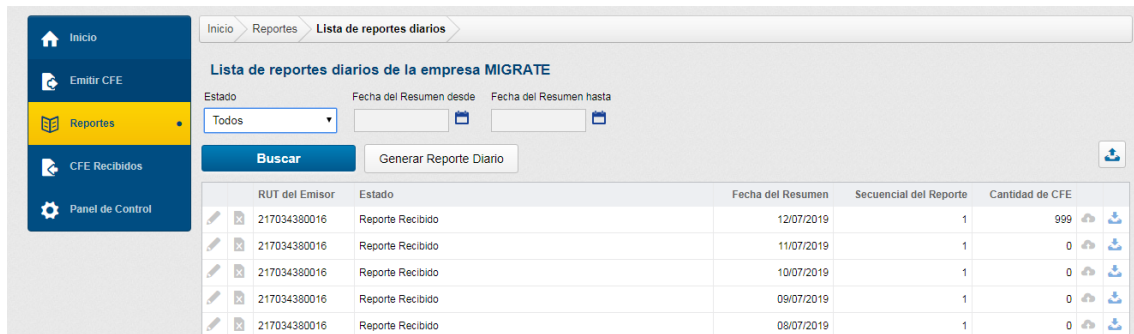 Inicio
Emitir CFE
Reportes
CFE Recibidos
Panel de Control
Inicio Reportes Lista de reportes diarios
Lista de reportes diarios de la empresa MIGRATE
Estado Fecha del Resumen desde Fecha del Resumen hasta
Todos
Buscar Generar Reporte Diario
RUT del Emisor Estado Fecha del Resumen Secuencial del Reporte Cantidad de CFE
217034380016 Reporte Recibido 12/07/2019 1 999
217034380016 Reporte Recibido 11/07/2019 1 0
217034380016 Reporte Recibido 10/07/2019 1 0
217034380016 Reporte Recibido 09/07/2019 1 0
217034380016 Reporte Recibido 08/07/2019 1 0